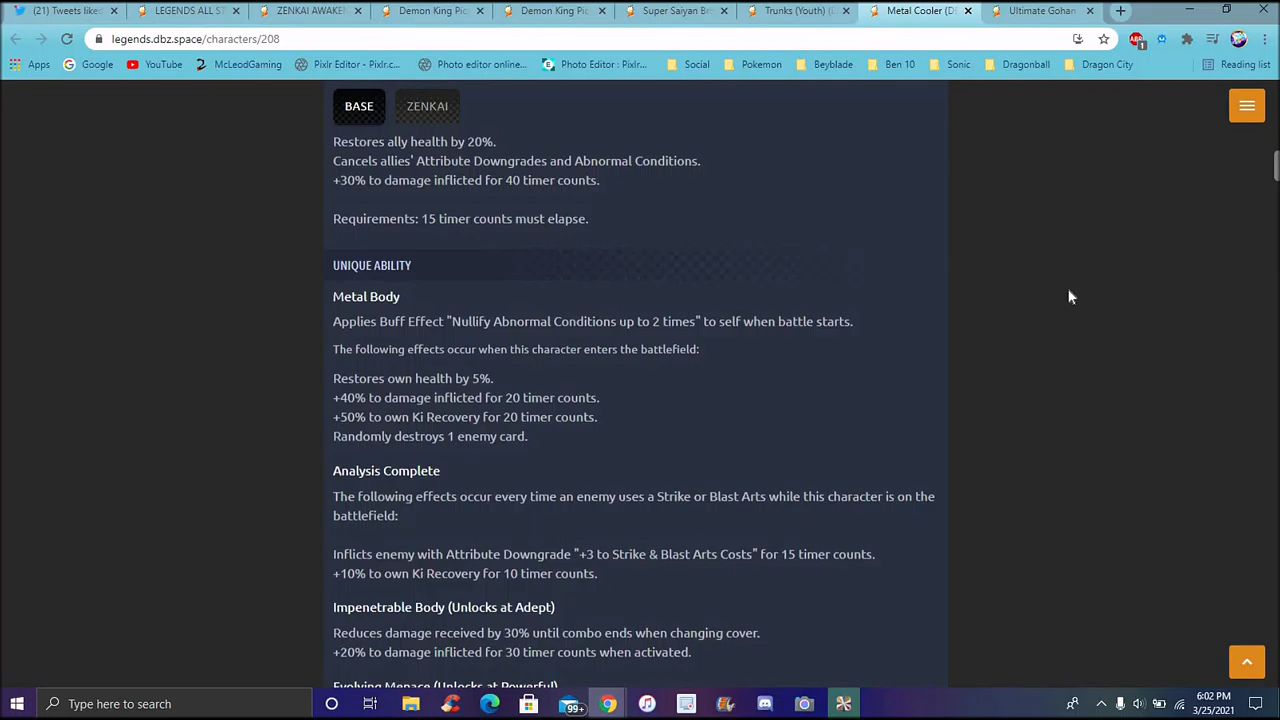 (21) Tweets liked
LEGENDS ALL ST
ZENKAI AWAKEN
Demon King Pic
Demon King Pic
Super Saiyan Bro
Trunks (Youth) (
Metal Cooler (D
Ultimate Gohan
legends.dbz.space/characters/208
Apps
Google
YouTube
McLeodGaming
Pixlr Editor - Pixlr.c...
Photo editor online...
Photo Editor : Pixlr...
Social
Pokemon
Beyblade
Ben 10
Sonic
Dragonball
Dragon City
Reading list
BASE
ZENKAI
Restores ally health by 20%.
Cancels allies' Attribute Downgrades and Abnormal Conditions.
+30% to damage inflicted for 40 timer counts.
Requirements: 15 timer counts must elapse.
UNIQUE ABILITY
Metal Body
Applies Buff Effect "Nullify Abnormal Conditions up to 2 times" to self when battle starts.
The following effects occur when this character enters the battlefield:
Restores own health by 5%.
+40% to damage inflicted for 20 timer counts.
+50% to own Ki Recovery for 20 timer counts.
Randomly destroys 1 enemy card.
Analysis Complete
The following effects occur every time an enemy uses a Strike or Blast Arts while this character is on the
battlefield:
Inflicts enemy with Attribute Downgrade "+3 to Strike & Blast Arts Costs" for 15 timer counts.
+10% to own Ki Recovery for 10 timer counts.
Impenetrable Body (Unlocks at Adept)
Reduces damage received by 30% until combo ends when changing cover.
+20% to damage inflicted for 30 timer counts when activated.
Evolving Menace (Unlocks at Powerful)
Type here to search
99+
6:02 PM
3/25/2021